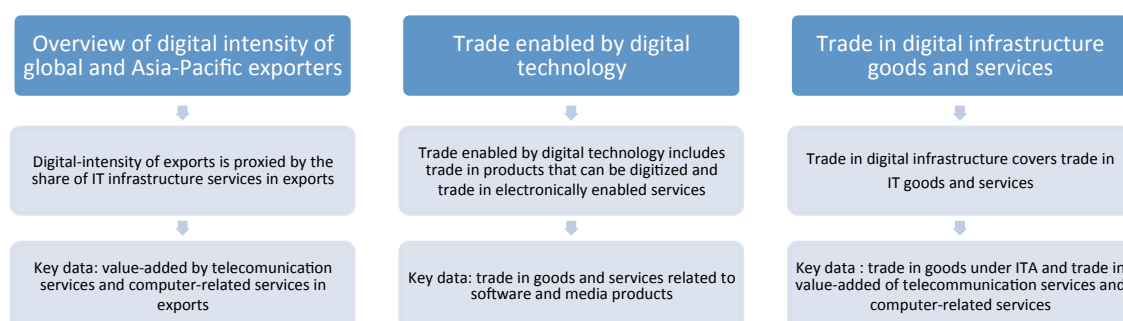 Overview of digital intensity of
global and Asia-Pacific exporters
Digital-intensity of exports is proxied by the
share of IT infrastructure services in exports
Key data: value-added by telecomunication
services and computer-related services in
exports
Trade enabled by digital
technology
Trade enabled by digital technology includes
trade in products that can be digitized and
trade in electronically enabled services
Key data: trade in goods and services related to
software and media products
Trade in digital infrastructure
goods and services
Trade in digital infrastructure covers trade in
IT goods and services
Key data : trade in goods under ITA and trade in
value-added of telecommunication services and
computer-related services